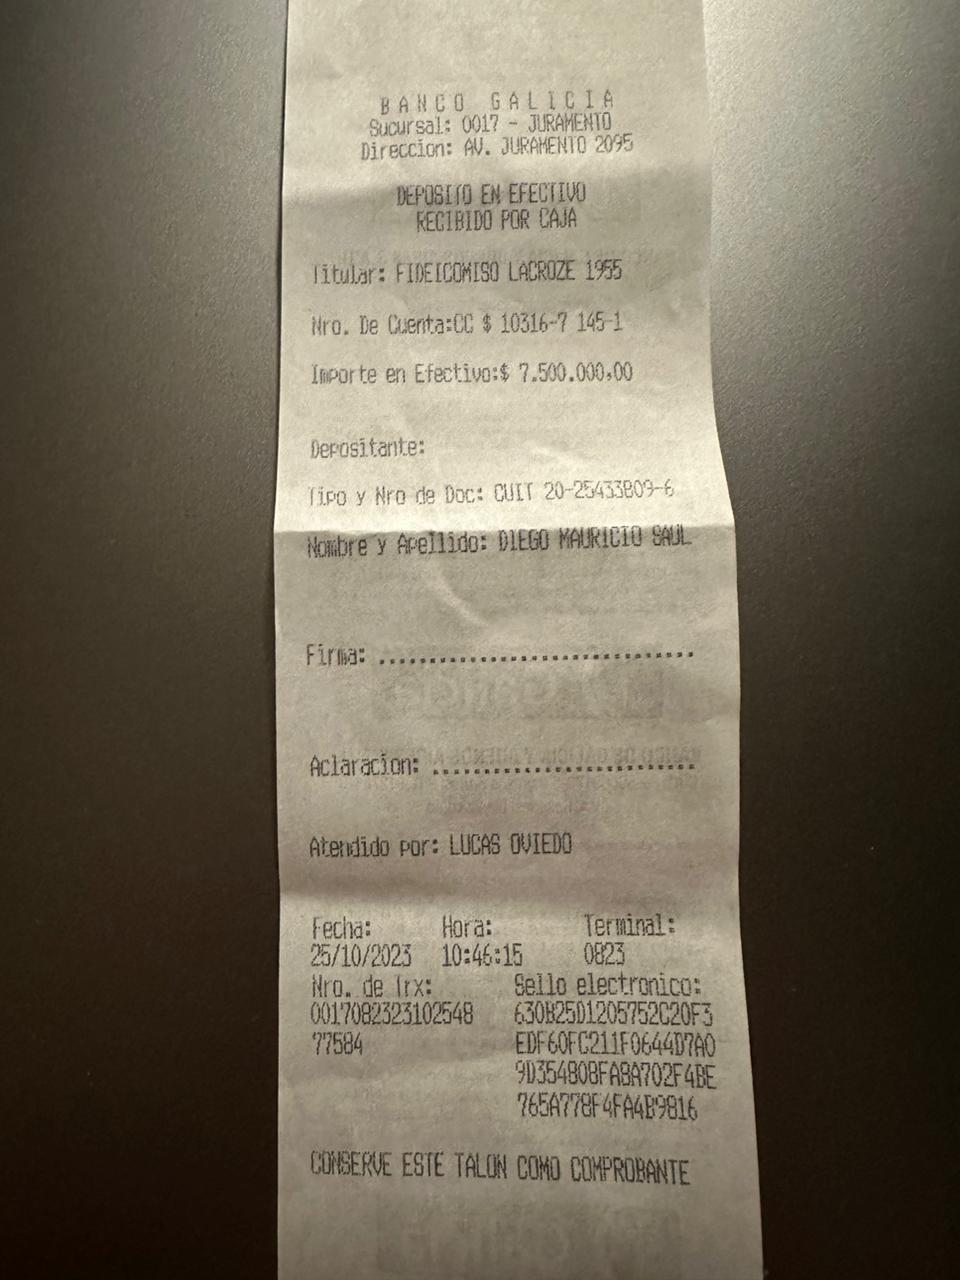 BANCO GALICIA
Sucursal: 0017 - JURAMENTO
Direccion: AV. JURAMENTO 2095
DEPOSITO EN EFECTIVO
RECIBIDO POR CAJA
Titular: FIDEICOMISO LACROZE 1955
Nro. De Cuenta:CC $ 10316-7 145-1
Importe en Efectivo:$ 7.500.000,00
Depositante:
Tipo y Nro de Doc: CUIT 20-25433809-6
Nombre y Apellido: DIEGO MAURICIO SAUL
Firma: ................................
Aclaracion: ...........................
Atendido por: LUCAS OVIEDO
Fecha: Hora: Terminal:
25/10/2023 10:46:15 0823
Nro. de Trx: Sello electronico:
0017082323102548 630B25D1205752C20F3
77584 EDF60FC211F0644D7A0
9D354808FA8A702F4BE
765A778F4FA4B9816
CONSERVE ESTE TALON COMO COMPROBANTE